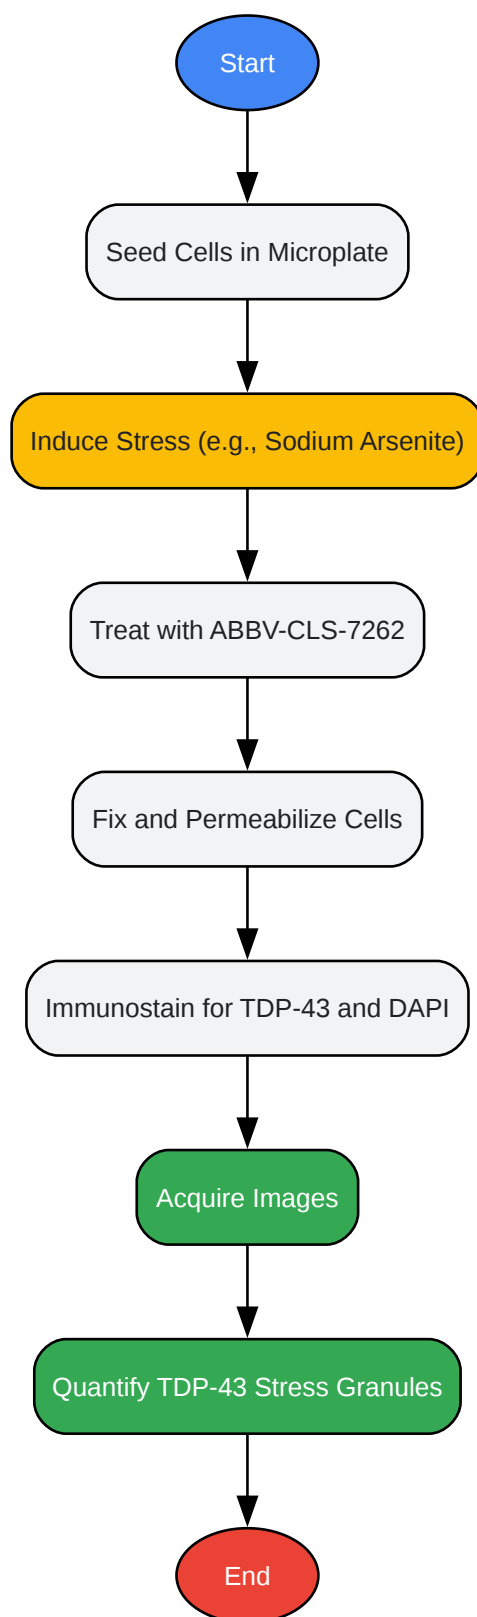 Start
Seed Cells in Microplate
Induce Stress (e.g., Sodium Arsenite)
Treat with ABBV-CLS-7262
Fix and Permeabilize Cells
Immunostain for TDP-43 and DAPI
Acquire Images
Quantify TDP-43 Stress Granules
End